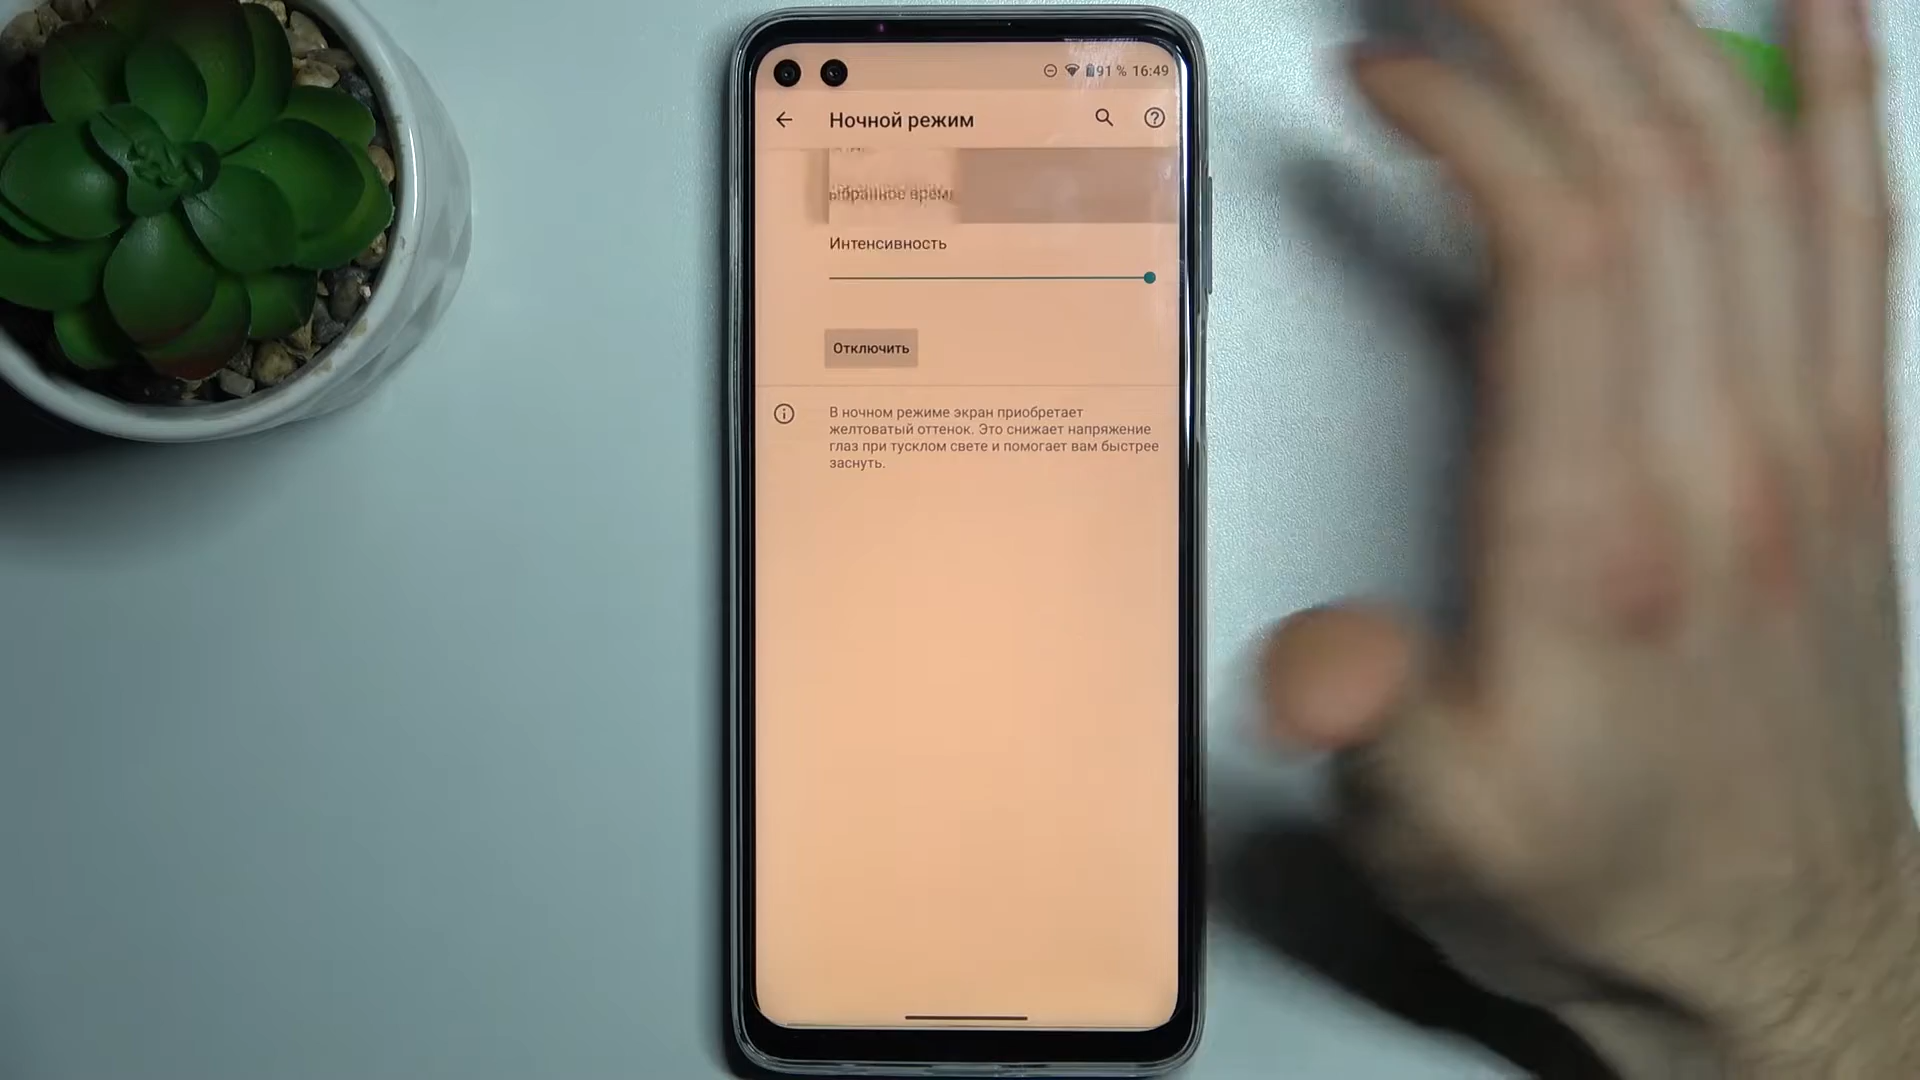 91 % 16:49
Ночной режим
Интенсивность
Отключить
В ночном режиме экран приобретает
желтоватый оттенок. Это снижает напряжение
глаз при тусклом свете и помогает вам быстрее
заснуть.